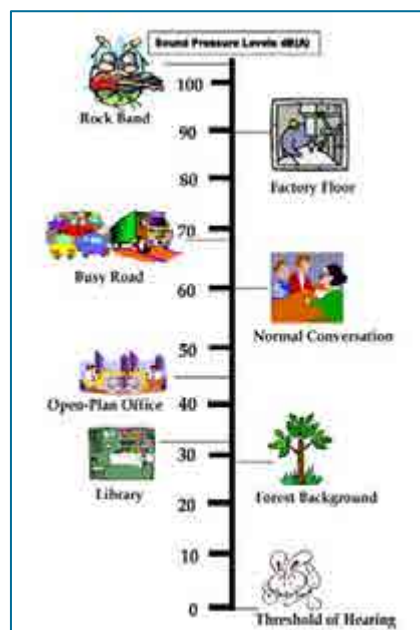 Sound Pressure Levels dB(A)
100
Rock Band
90
Factory Floor
80
70
Busy Road
60
Normal Conversation
50
Open-Plan Office
40
30
Library
Forest Background
20
10
0
Threshold of Hearing